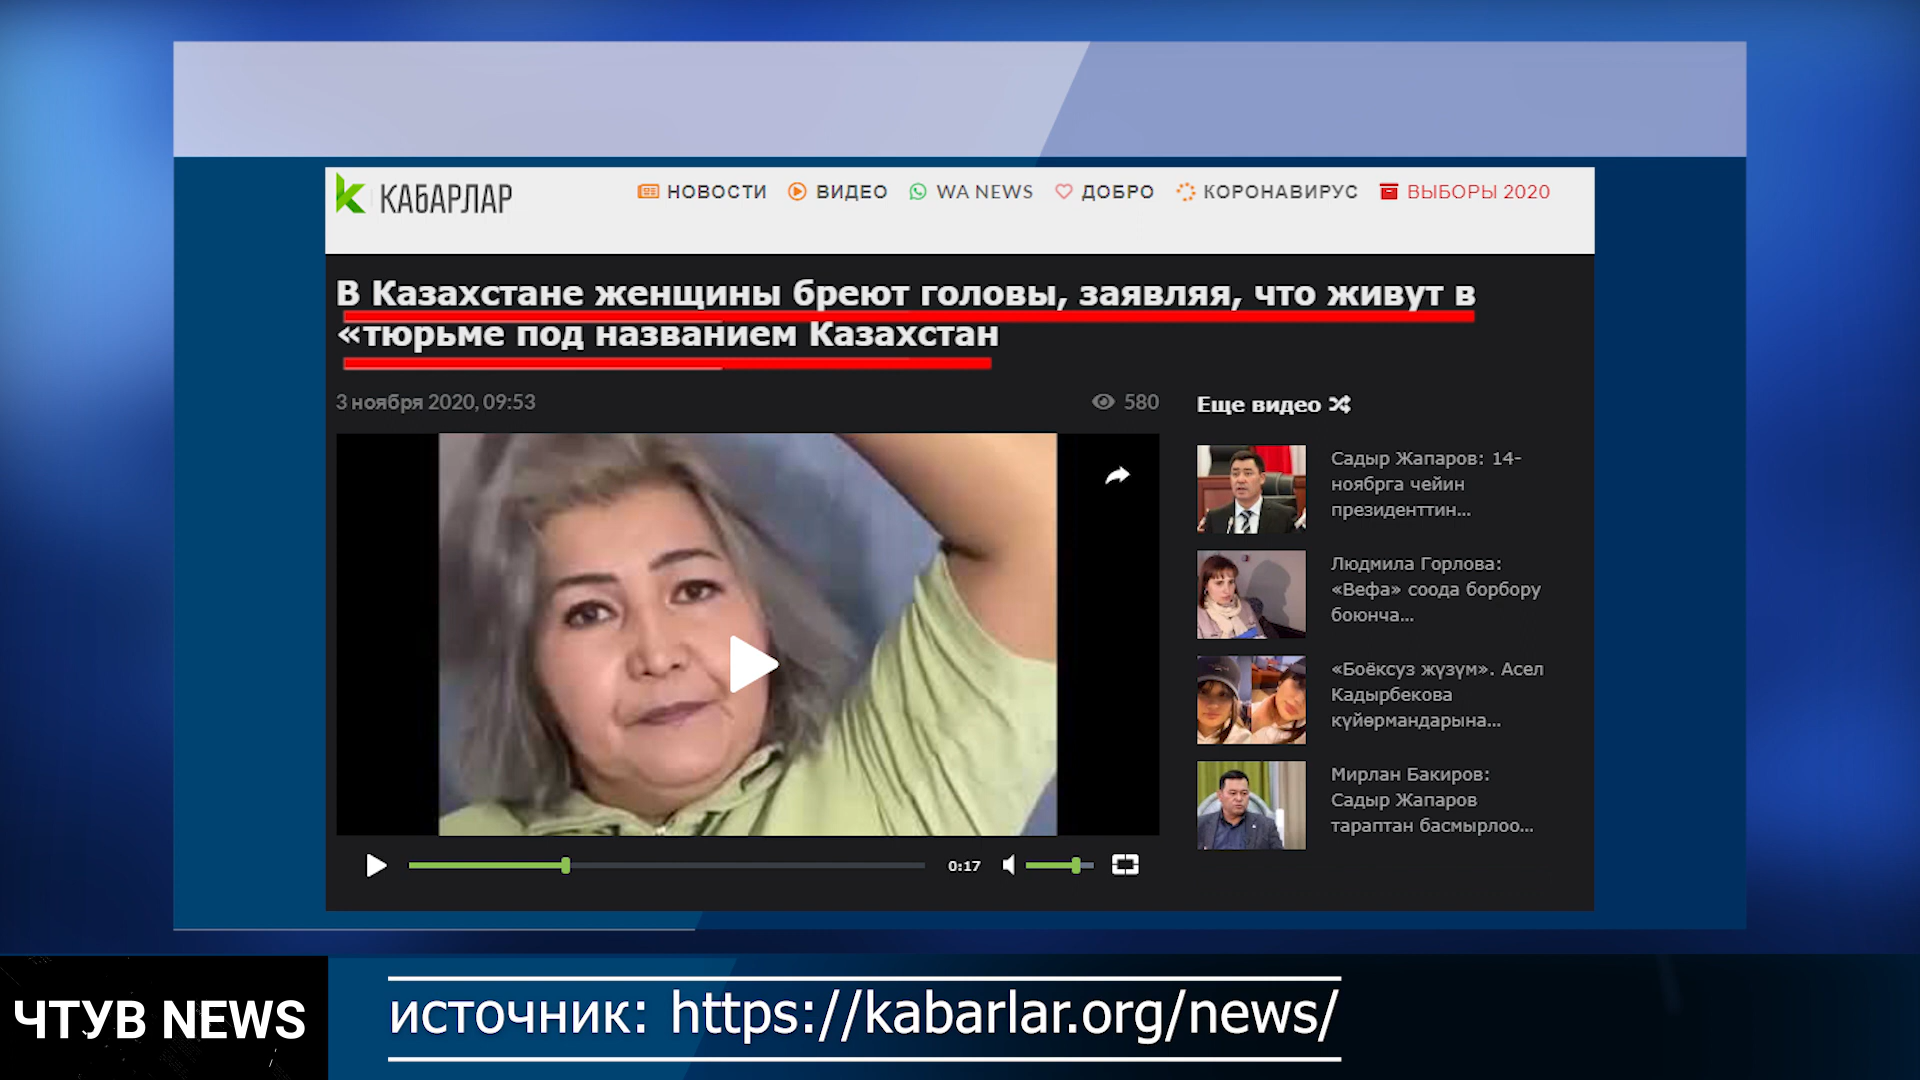 КАБАРЛАР
НОВОСТИ ВИДЕО WA NEWS ДОБРО КОРОНАВИРУС ВЫБОРЫ 2020
В Казахстане женщины бреют головы, заявляя, что живут в
«тюрьме под названием Казахстан
3 ноября 2020, 09:53
580
Еще видео
Садыр Жапаров: 14-
ноябрга чейин
президенттин...
Людмила Горлова:
«Вефа» соода борбору
боюнча...
«Боёксуз жүзүм». Асел
Кадырбекова
күйөрмандарына...
Мирлан Бакиров:
Садыр Жапаров
тараптан басмырлоо...
0:17
ЧТУВ NEWS
источник: https://kabarlar.org/news/